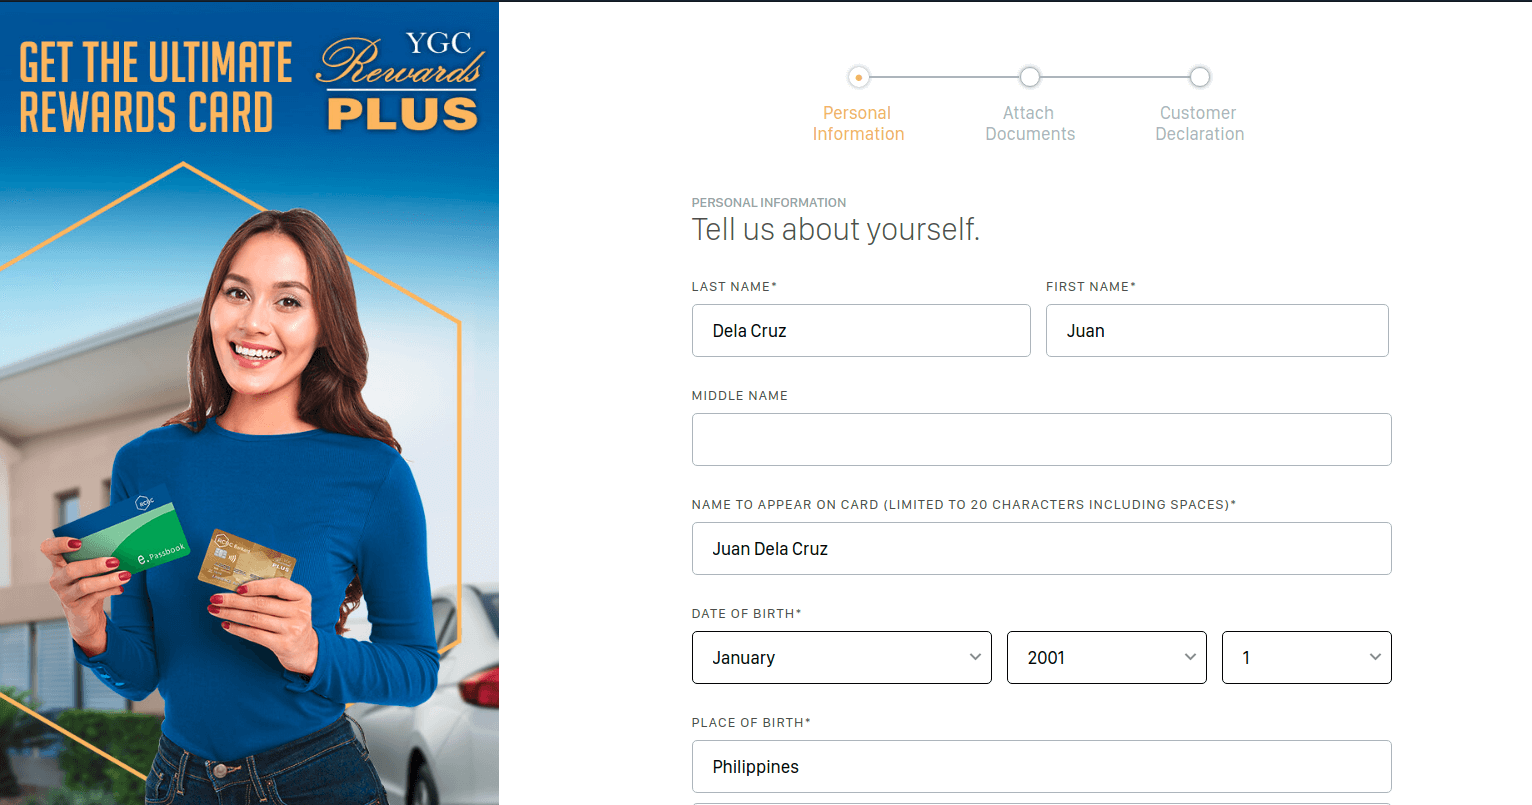 GET THE ULTIMATE
REWARDS CARD
YGC
Rewards
PLUS
RCBC
e.Passbook
PLUS
Personal
Information
Attach
Documents
Customer
Declaration
PERSONAL INFORMATION
Tell us about yourself.
LAST NAME*
FIRST NAME*
Dela Cruz
Juan
MIDDLE NAME
NAME TO APPEAR ON CARD (LIMITED TO 20 CHARACTERS INCLUDING SPACES)*
Juan Dela Cruz
DATE OF BIRTH*
January
2001
1
PLACE OF BIRTH*
Philippines